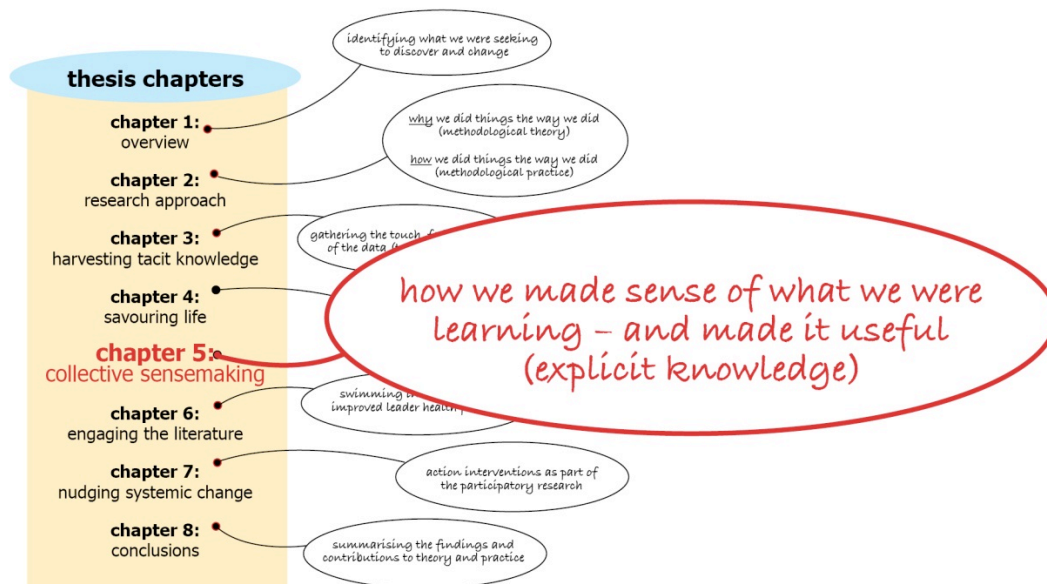 thesis chapters
chapter 1:
overview
identifying what we were seeking
to discover and change
chapter 2:
research approach
why we did things the way we did
(methodological theory)
how we did things the way we did
(methodological practice)
chapter 3:
harvesting tacit knowledge
gathering the touch,
of the data
chapter 4:
savouring life
chapter 5:
collective sensemaking
how we made sense of what we were
learning – and made it useful
(explicit knowledge)
chapter 6:
engaging the literature
swimming
improved leader health
chapter 7:
nudging systemic change
action interventions as part of
the participatory research
chapter 8:
conclusions
summarising the findings and
contributions to theory and practice